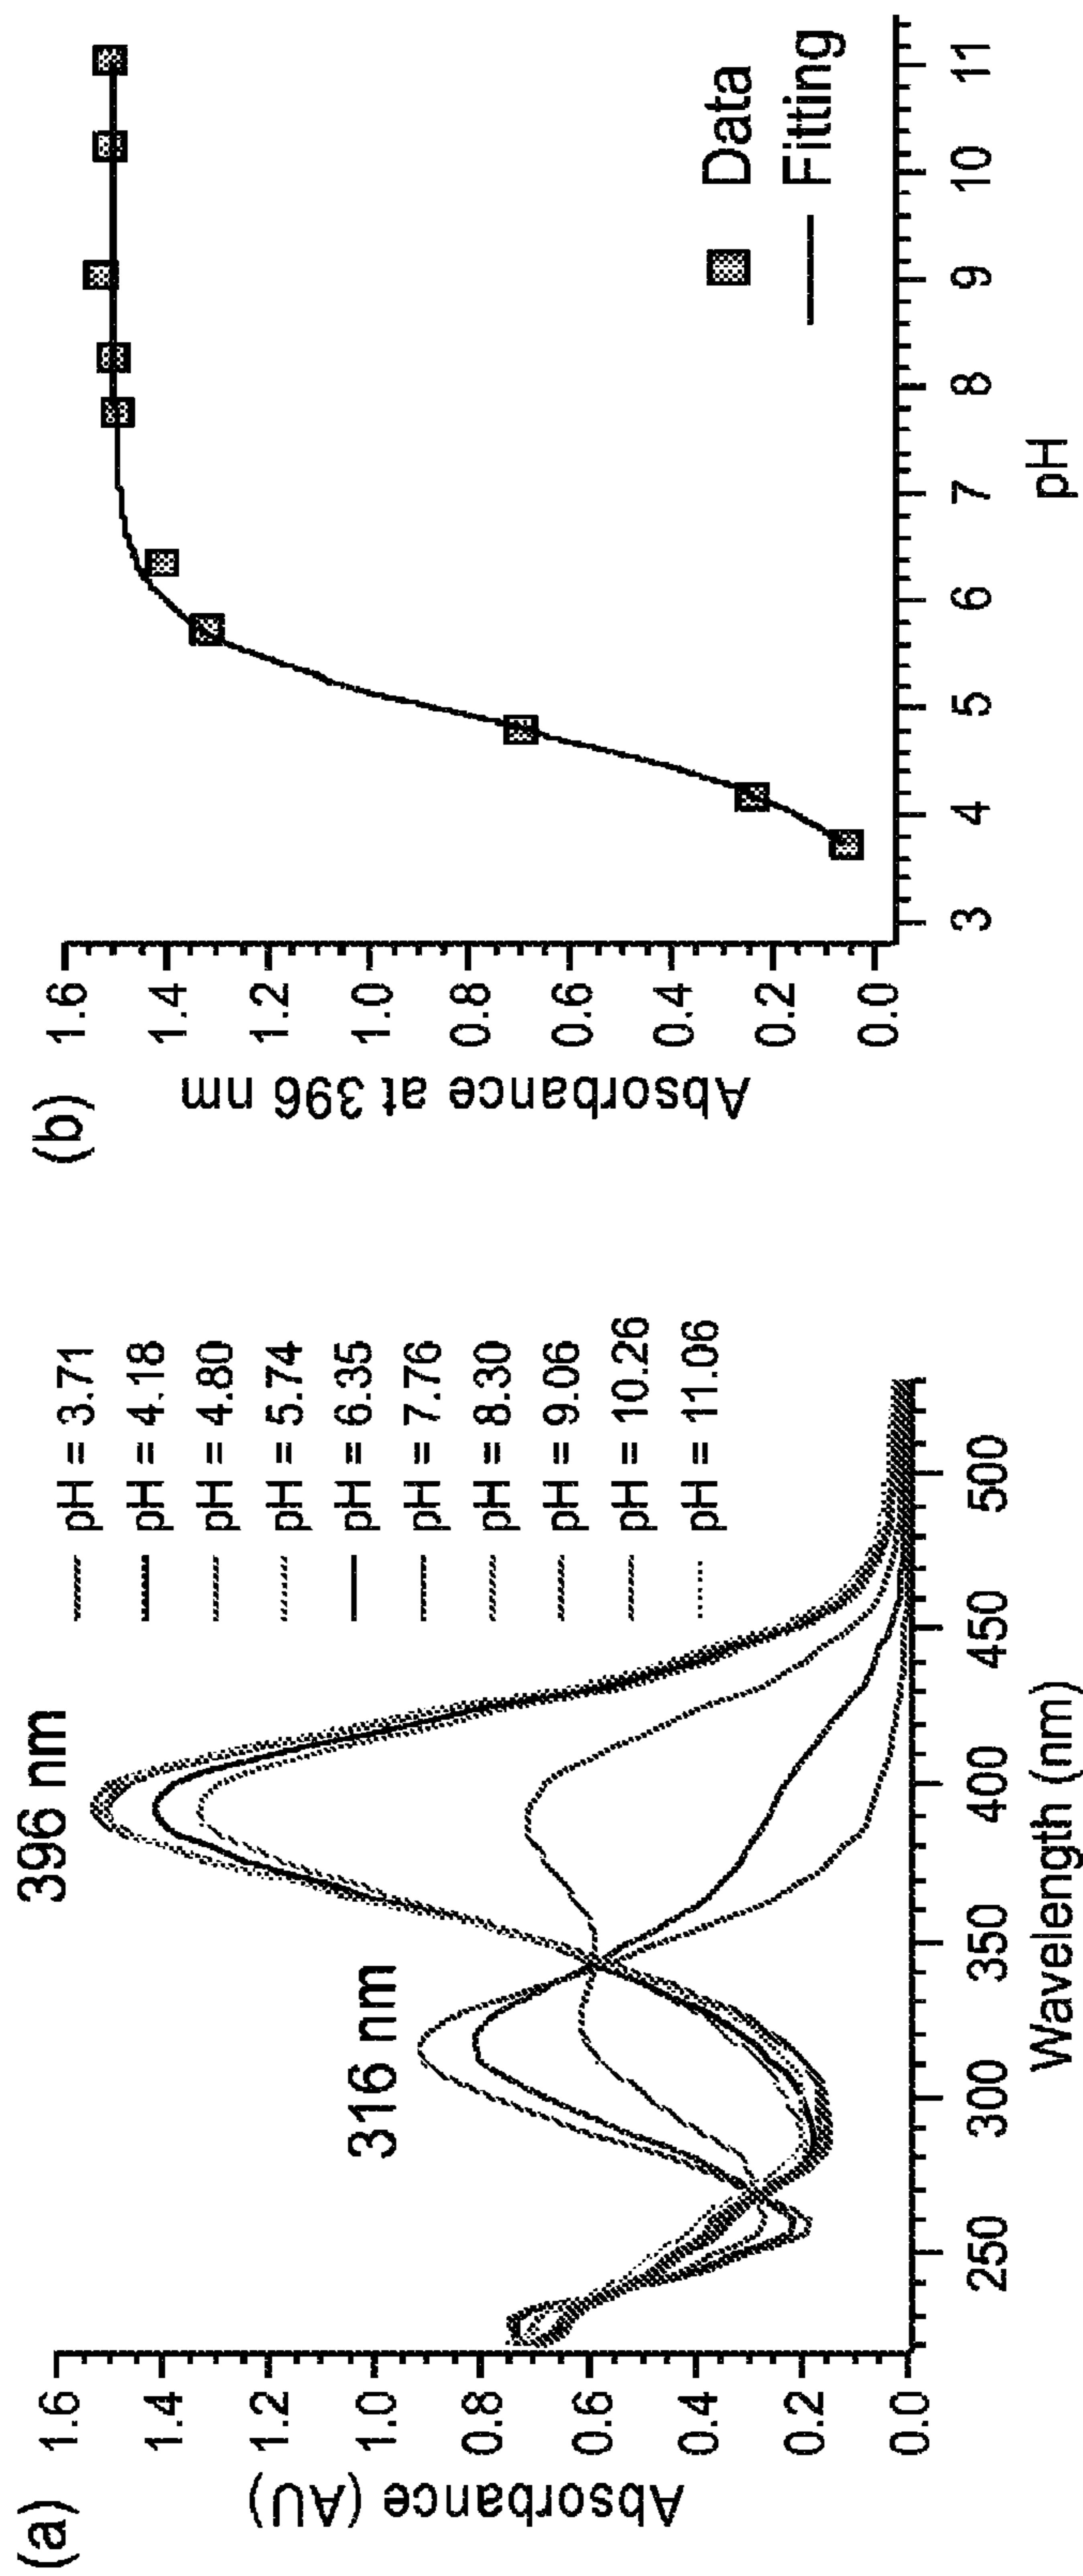 (a)
Absorbance (AU)
1.6
1.4
1.2
1.0
0.8
0.6
0.4
0.2
0.0
250
300
350
400
450
500
Wavelength (nm)
316 nm
396 nm
pH = 3.71
pH = 4.18
pH = 4.80
pH = 5.74
pH = 6.35
pH = 7.76
pH = 8.30
pH = 9.06
pH = 10.26
pH = 11.06
(b)
Absorbance at 396 nm
1.6
1.4
1.2
1.0
0.8
0.6
0.4
0.2
0.0
3
4
5
6
7
8
9
10
11
pH
Data
Fitting